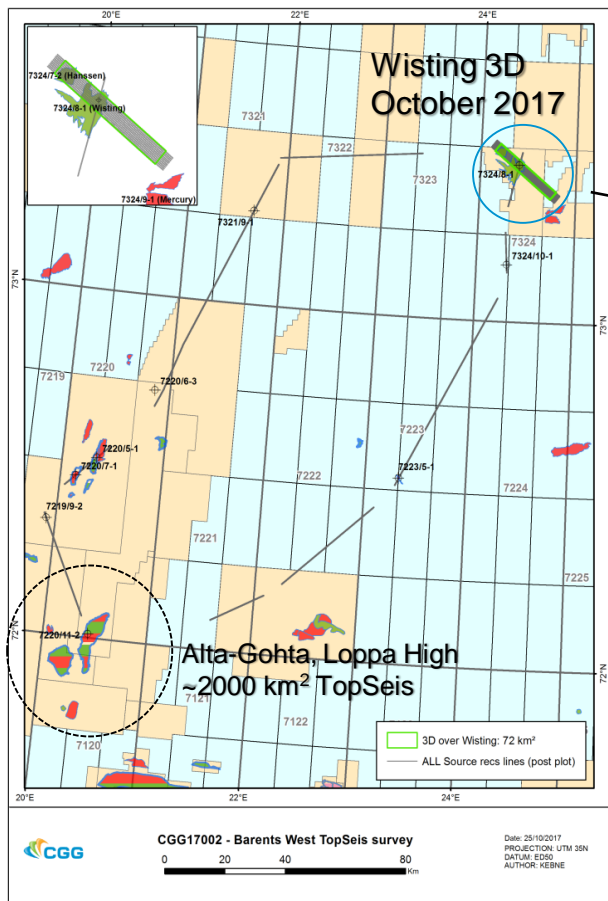 20°E
22°E
24°E
7324/7-2 (Hanssen)
7324/8-1 (Wisting)
7324/9-1 (Mercury)
Wisting 3D
October 2017
7321
7322
7323
7324/8-1
7321/9-1
7324
7324/10-1
73°N
73°N
7219
7220
7220/6-3
7223
7220/5-1
7220/7-1
7222
7223/5-1
7224
7219/9-2
7221
7225
72°N
7220/11-2
Alta-Gohta, Loppa High
~2000 km² TopSeis
72°N
7121
7122
7120
3D over Wisting: 72 km²
ALL Source recs lines (post plot)
20°E
22°E
24°E
CGG
CGG17002 - Barents West TopSeis survey
0 20 40 80
Km
Date: 25/10/2017
PROJECTION: UTM 35N
DATUM: ED50
AUTHOR: KEBNE